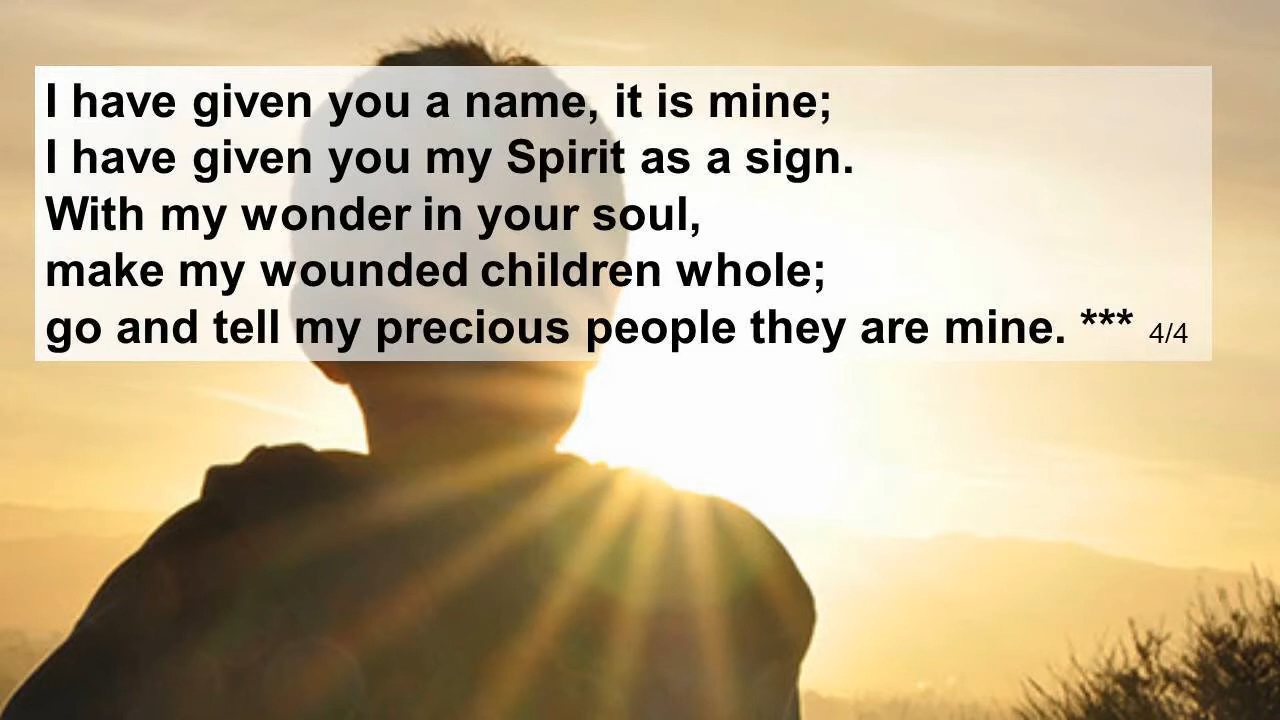 I have given you a name, it is mine;
I have given you my Spirit as a sign.
With my wonder in your soul,
make my wounded children whole;
go and tell my precious people they are mine. *** 4/4